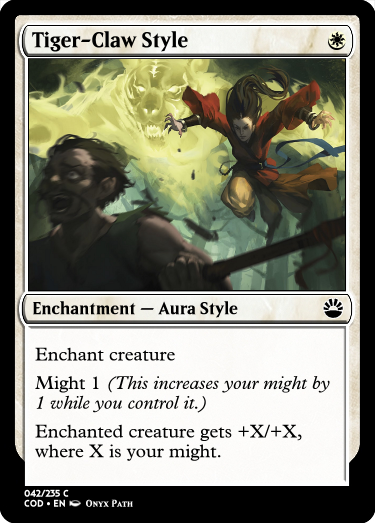 Tiger-Claw Style
Enchantment — Aura Style
Enchant creature
Might 1 (This increases your might by
1 while you control it.)
Enchanted creature gets +X/+X,
where X is your might.
042/235 C
COD • EN Onyx Path